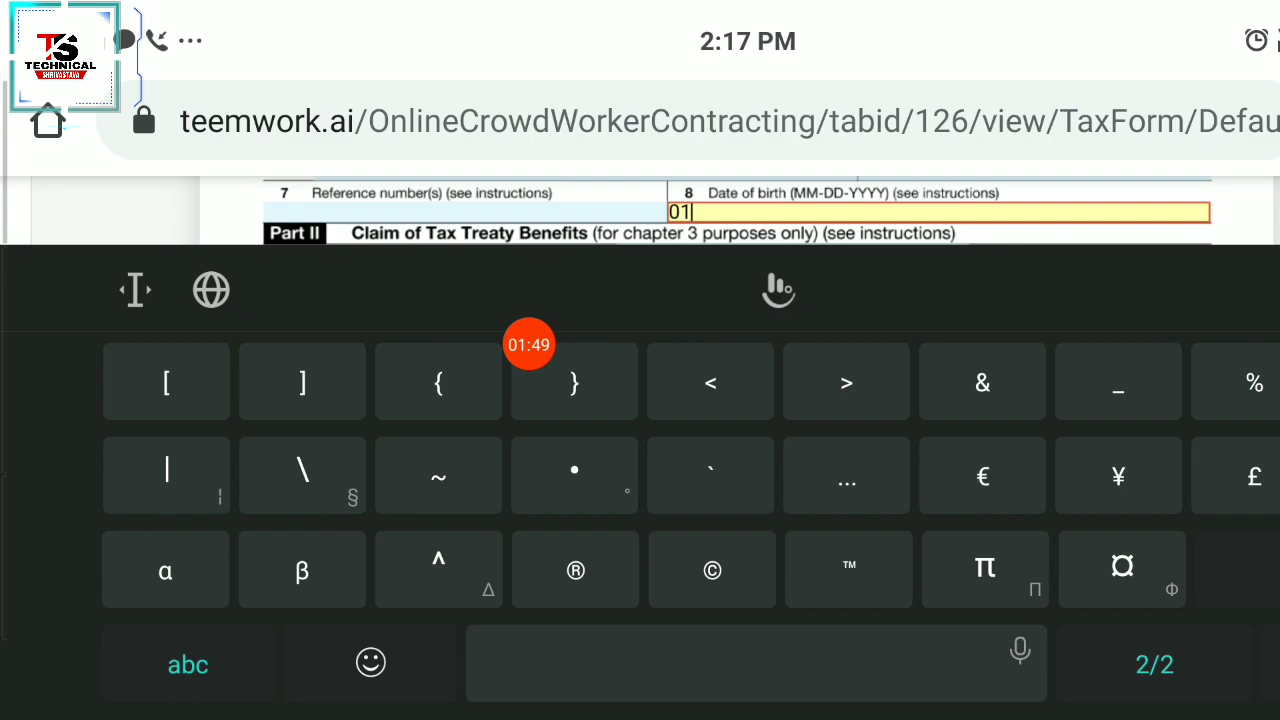 TS
TECHNICAL
SHRIVASTAVA
...
2:17 PM
teemwork.ai/OnlineCrowdWorkerContracting/tabid/126/view/TaxForm/Defau
7 Reference number(s) (see instructions)
8 Date of birth (MM-DD-YYYY) (see instructions)
01
Part II Claim of Tax Treaty Benefits (for chapter 3 purposes only) (see instructions)
01:49
[ ] { } < > & _ %
| ¦ \ § ~ • ° ` … € ¥ £
α β ^ Δ ® © ™ π Π ¤ Φ
abc 2/2